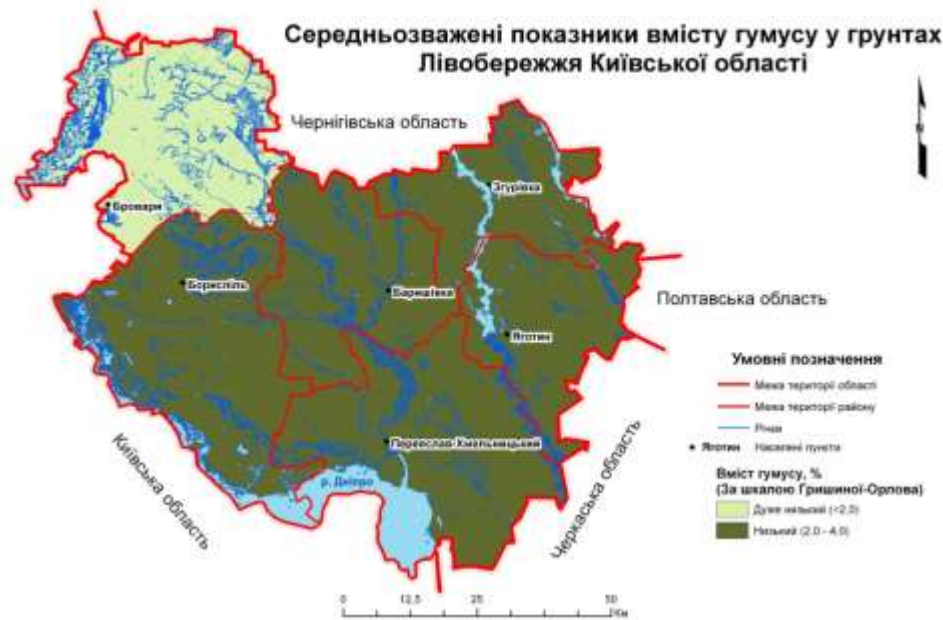 Середньозважені показники вмісту гумусу у грунтах
Лівобережжя Київської області
Чернігівська область
N
Згурівка
Бровари
Бориспіль
Баришівка
Полтавська область
Яготин
Умовні позначення
Межа території області
Межа території району
Річки
Яготин Населені пункти
Вміст гумусу, %
(За шкалою Гришиної-Орлова)
Дуже низький (<2,0)
Низький (2,0 - 4,0)
Переяслав-Хмельницький
р. Дніпро
Київська область
Черкаська область
0 12,5 25 50
Км